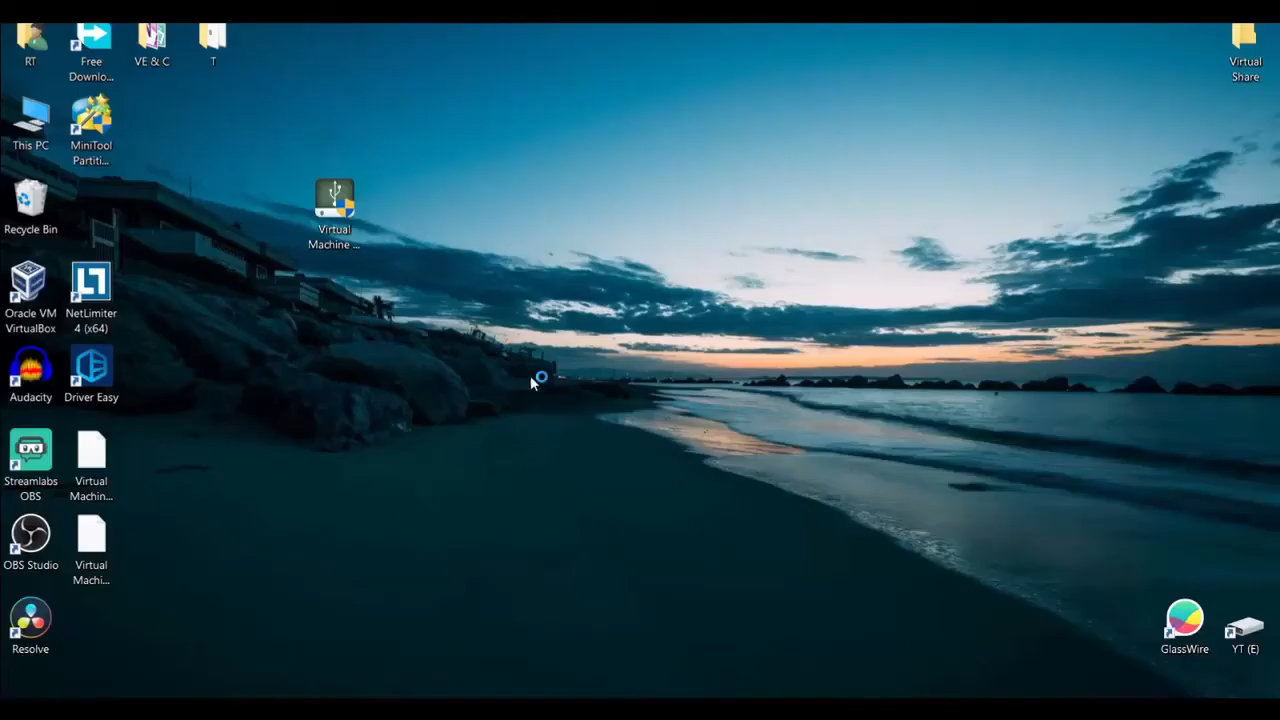 RT
Free
Downlo...
VE & C
T
Virtual
Share
This PC
MiniTool
Partiti...
Recycle Bin
Virtual
Machine ...
Oracle VM
VirtualBox
NetLimiter
4 (x64)
Audacity
Driver Easy
Streamlabs
OBS
Virtual
Machin...
OBS Studio
Virtual
Machi...
Resolve
GlassWire
YT (E)